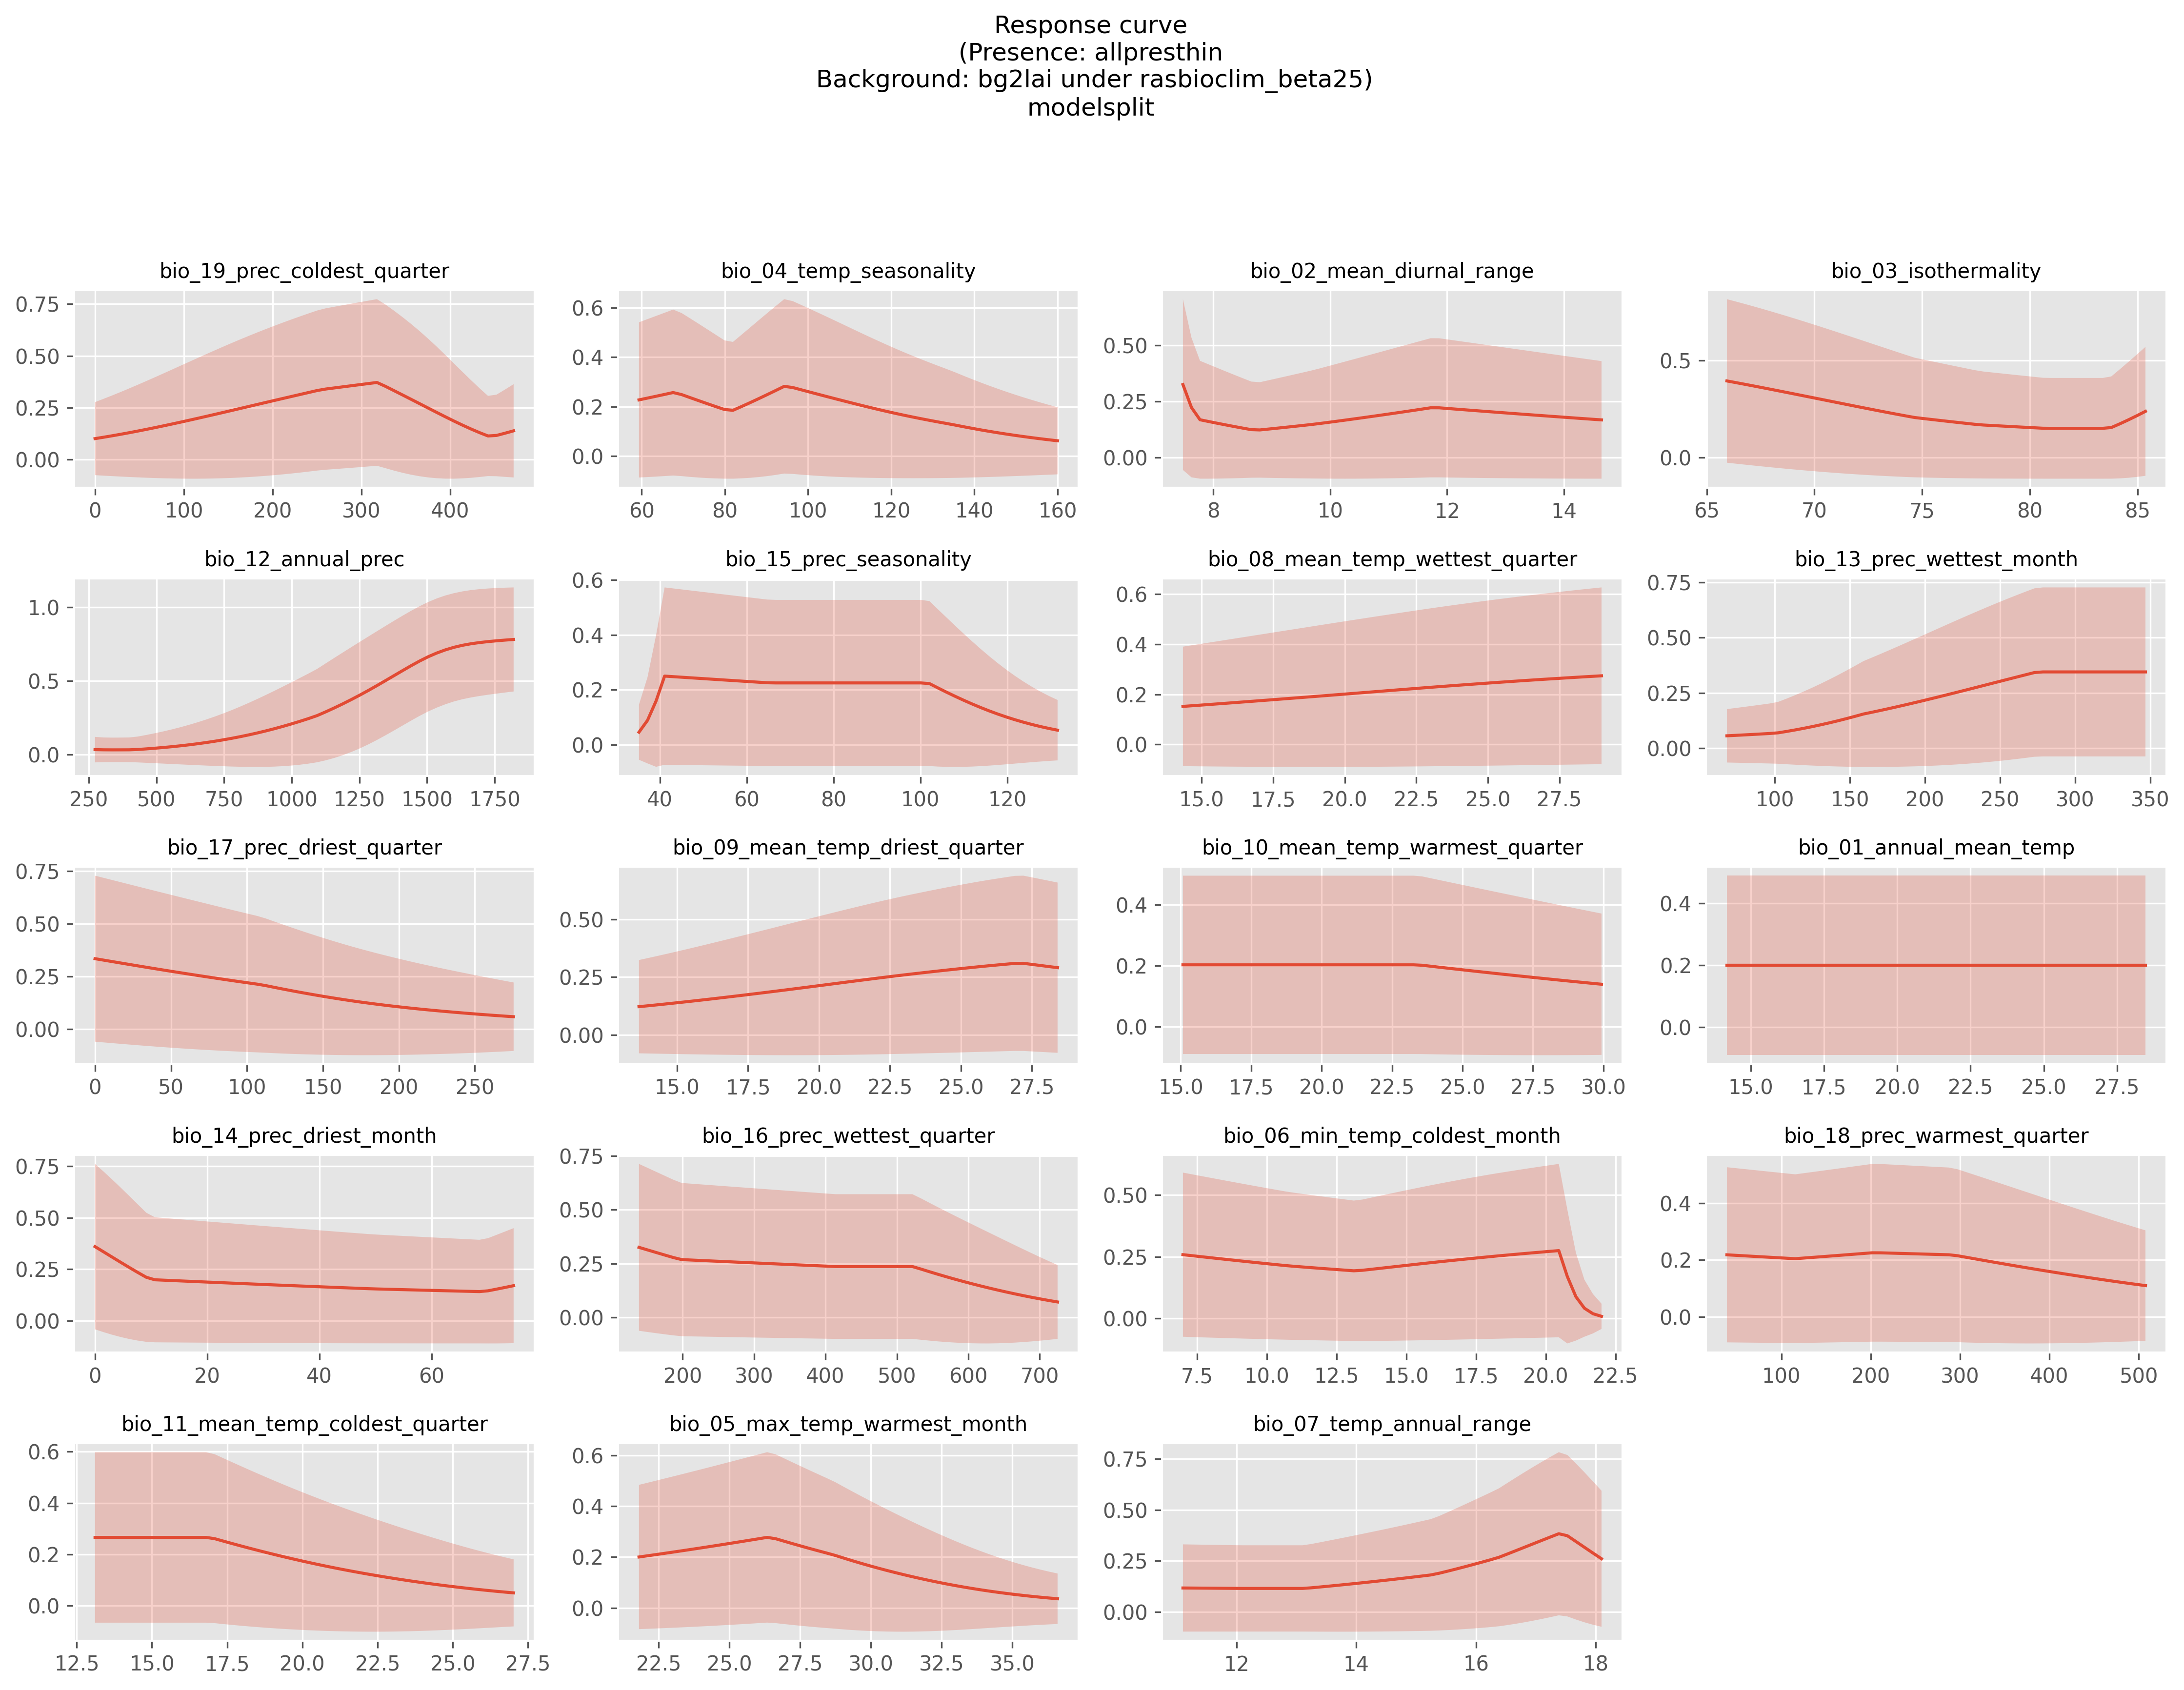 Response curve
(Presence: allpresthin
Background: bg2lai under rasbioclim_beta25)
modelsplit
bio_19_prec_coldest_quarter
0.75
0.50
0.25
0.00
0 100 200 300 400
bio_04_temp_seasonality
0.6
0.4
0.2
0.0
60 80 100 120 140 160
bio_02_mean_diurnal_range
0.50
0.25
0.00
8 10 12 14
bio_03_isothermality
0.5
0.0
65 70 75 80 85
bio_12_annual_prec
1.0
0.5
0.0
250 500 750 1000 1250 1500 1750
bio_15_prec_seasonality
0.6
0.4
0.2
0.0
40 60 80 100 120
bio_08_mean_temp_wettest_quarter
0.6
0.4
0.2
0.0
15.0 17.5 20.0 22.5 25.0 27.5
bio_13_prec_wettest_month
0.75
0.50
0.25
0.00
100 150 200 250 300 350
bio_17_prec_driest_quarter
0.75
0.50
0.25
0.00
0 50 100 150 200 250
bio_09_mean_temp_driest_quarter
0.50
0.25
0.00
15.0 17.5 20.0 22.5 25.0 27.5
bio_10_mean_temp_warmest_quarter
0.4
0.2
0.0
15.0 17.5 20.0 22.5 25.0 27.5 30.0
bio_01_annual_mean_temp
0.4
0.2
0.0
15.0 17.5 20.0 22.5 25.0 27.5
bio_14_prec_driest_month
0.75
0.50
0.25
0.00
0 20 40 60
bio_16_prec_wettest_quarter
0.75
0.50
0.25
0.00
200 300 400 500 600 700
bio_06_min_temp_coldest_month
0.50
0.25
0.00
7.5 10.0 12.5 15.0 17.5 20.0 22.5
bio_18_prec_warmest_quarter
0.4
0.2
0.0
100 200 300 400 500
bio_11_mean_temp_coldest_quarter
0.6
0.4
0.2
0.0
12.5 15.0 17.5 20.0 22.5 25.0 27.5
bio_05_max_temp_warmest_month
0.6
0.4
0.2
0.0
22.5 25.0 27.5 30.0 32.5 35.0
bio_07_temp_annual_range
0.75
0.50
0.25
0.00
12 14 16 18